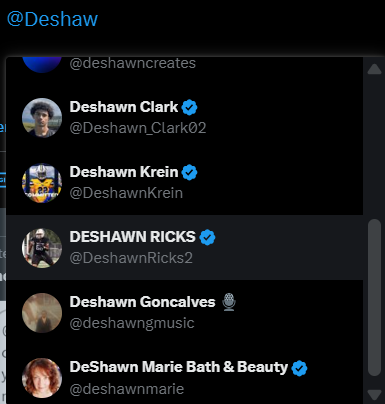 @Deshaw
@deshawncreates
Deshawn Clark
@Deshawn_Clark02
Deshawn Krein
@DeshawnKrein
DESHAWN RICKS
@DeshawnRicks2
Deshawn Goncalves 🎙️
@deshawngmusic
DeShawn Marie Bath & Beauty
@deshawnmarie